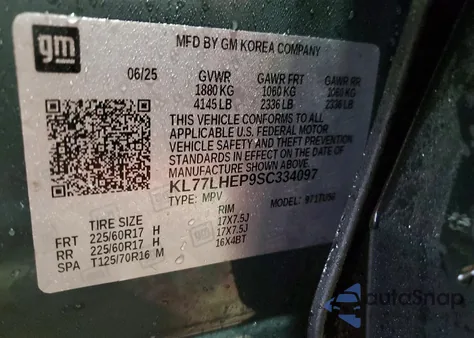 gm
MFD BY GM KOREA COMPANY
06/25 GVWR GAWR FRT GAWR RR
1880 KG 1060 KG 1060 KG
4145 LB 2336 LB 2336 LB
THIS VEHICLE CONFORMS TO ALL
APPLICABLE U.S. FEDERAL MOTOR
VEHICLE SAFETY AND THEFT PREVENTION
STANDARDS IN EFFECT ON THE DATE OF
MANUFACTURE SHOWN ABOVE.
KL77LHEP9SC334097
TYPE: MPV MODEL:
TIRE SIZE RIM
FRT 225/60R17 H 17X7.5J
RR 225/60R17 H 17X7.5J
SPA T125/70R16 M 16X4BT
autoSnap